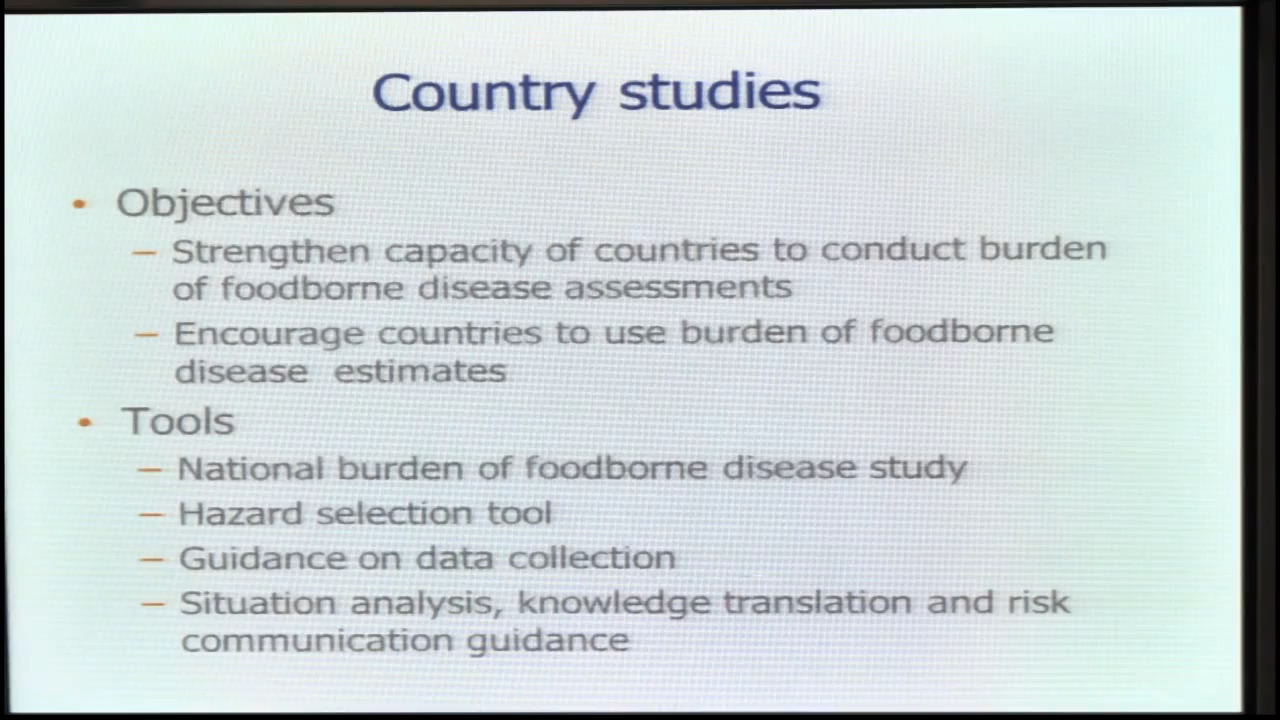 Country studies
• Objectives
– Strengthen capacity of countries to conduct burden
of foodborne disease assessments
– Encourage countries to use burden of foodborne
disease estimates
• Tools
– National burden of foodborne disease study
– Hazard selection tool
– Guidance on data collection
– Situation analysis, knowledge translation and risk
communication guidance